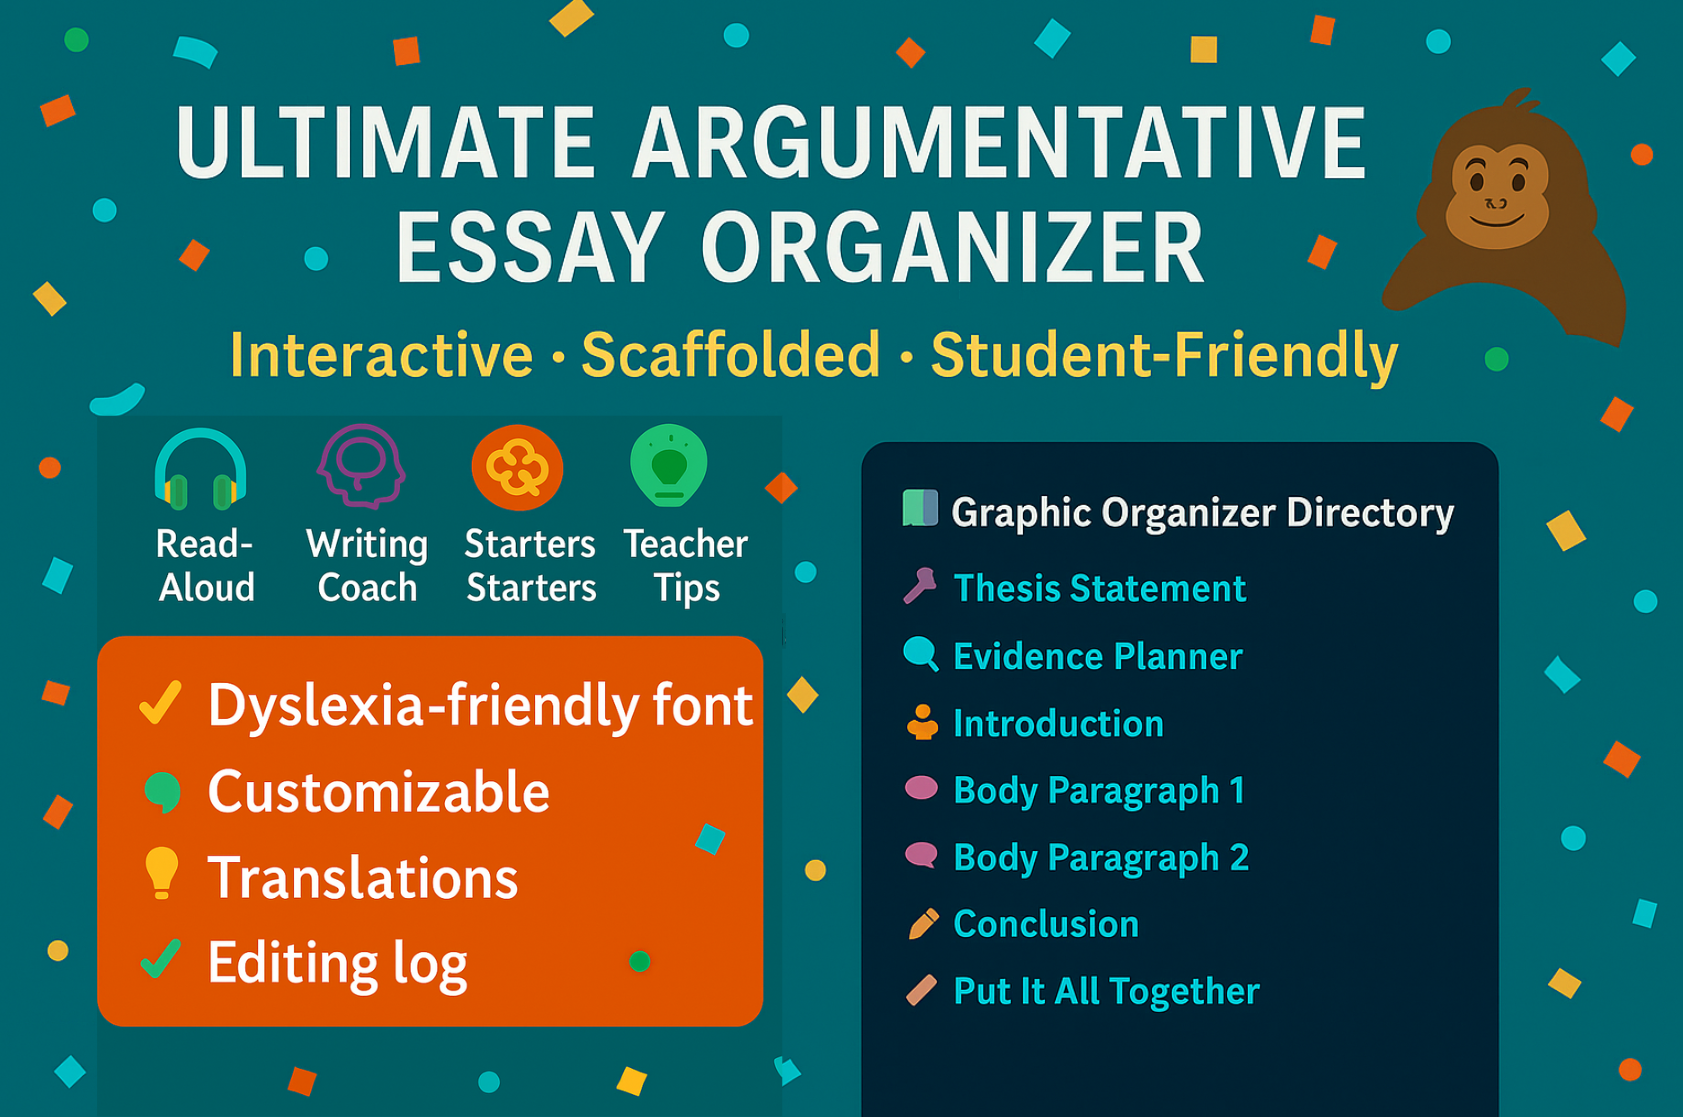 ULTIMATE ARGUMENTATIVE
ESSAY ORGANIZER
Interactive • Scaffolded • Student-Friendly
Read-
Aloud
Writing
Coach
Starters
Starters
Teacher
Tips
Dyslexia-friendly font
Customizable
Translations
Editing log
Graphic Organizer Directory
Thesis Statement
Evidence Planner
Introduction
Body Paragraph 1
Body Paragraph 2
Conclusion
Put It All Together